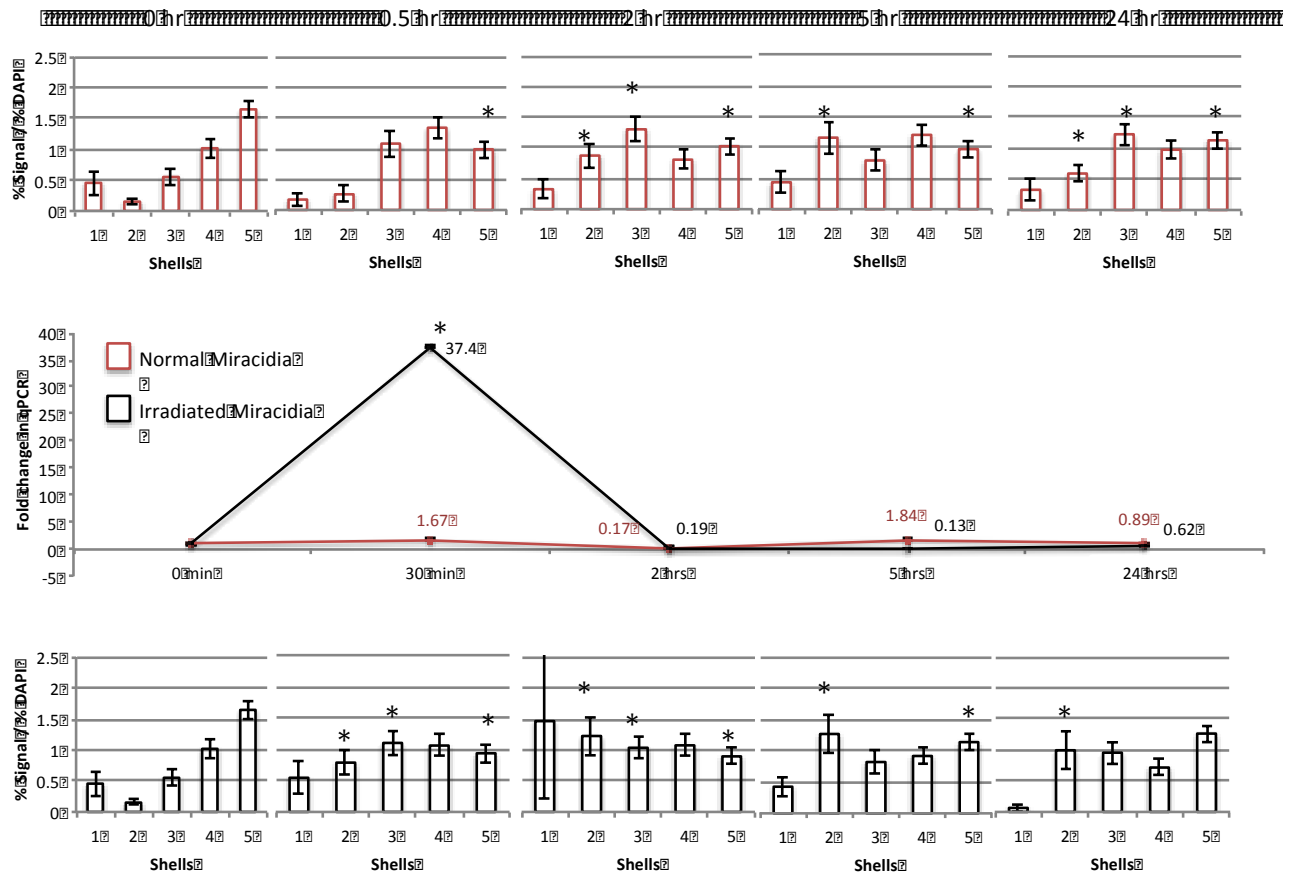 0 hr 0.5 hr 2 hr 5 hr 24 hr
% Signal / % DAPI
2.5
2
1.5
1
0.5
0
* * * * * * * * *
1 2 3 4 5 1 2 3 4 5 1 2 3 4 5 1 2 3 4 5 1 2 3 4 5
Shells Shells Shells Shells Shells
Fold change in qPCR
40
35
30
25
20
15
10
5
0
-5
Normal Miracidia
Irradiated Miracidia
*
37.4
1.67
0.17
0.19
1.84
0.13
0.89
0.62
0 min 30 min 2 hrs 5 hrs 24 hrs
% Signal / % DAPI
2.5
2
1.5
1
0.5
0
* * * * * * * * *
1 2 3 4 5 1 2 3 4 5 1 2 3 4 5 1 2 3 4 5 1 2 3 4 5
Shells Shells Shells Shells Shells